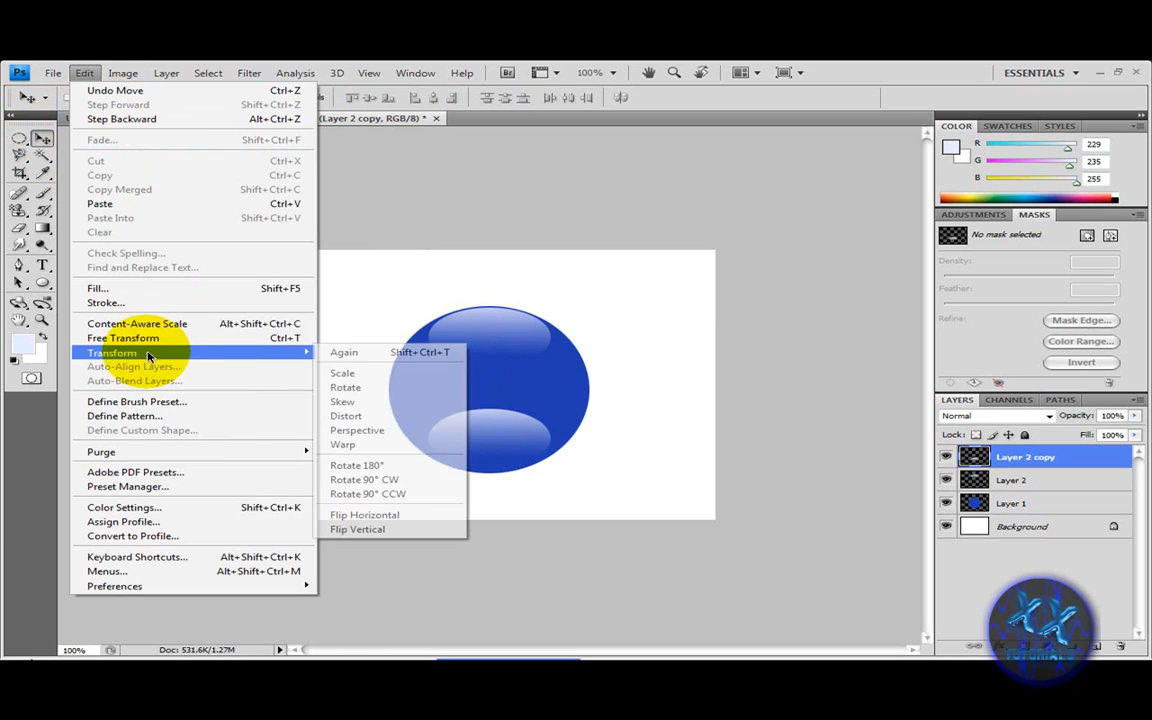 Ps File Edit Image Layer Select Filter Analysis 3D View Window Help Br 100% ESSENTIALS
(Layer 2 copy, RGB/8) *
Undo Move Ctrl+Z
Step Forward Shift+Ctrl+Z
Step Backward Alt+Ctrl+Z
Fade... Shift+Ctrl+F
Cut Ctrl+X
Copy Ctrl+C
Copy Merged Shift+Ctrl+C
Paste Ctrl+V
Paste Into Shift+Ctrl+V
Clear
Check Spelling...
Find and Replace Text...
Fill... Shift+F5
Stroke...
Content-Aware Scale Alt+Shift+Ctrl+C
Free Transform Ctrl+T
Transform
Auto-Align Layers...
Auto-Blend Layers...
Define Brush Preset...
Define Pattern...
Define Custom Shape...
Purge
Adobe PDF Presets...
Preset Manager...
Color Settings... Shift+Ctrl+K
Assign Profile...
Convert to Profile...
Keyboard Shortcuts... Alt+Shift+Ctrl+K
Menus... Alt+Shift+Ctrl+M
Preferences
Again Shift+Ctrl+T
Scale
Rotate
Skew
Distort
Perspective
Warp
Rotate 180°
Rotate 90° CW
Rotate 90° CCW
Flip Horizontal
Flip Vertical
COLOR SWATCHES STYLES
R 229
G 235
B 255
ADJUSTMENTS MASKS
No mask selected
Density:
Feather:
Refine: Mask Edge...
Color Range...
Invert
LAYERS CHANNELS PATHS
Normal Opacity: 100%
Lock: Fill: 100%
Layer 2 copy
Layer 2
Layer 1
Background
XK
TUTORIALS
100% Doc: 531.6K/1.27M